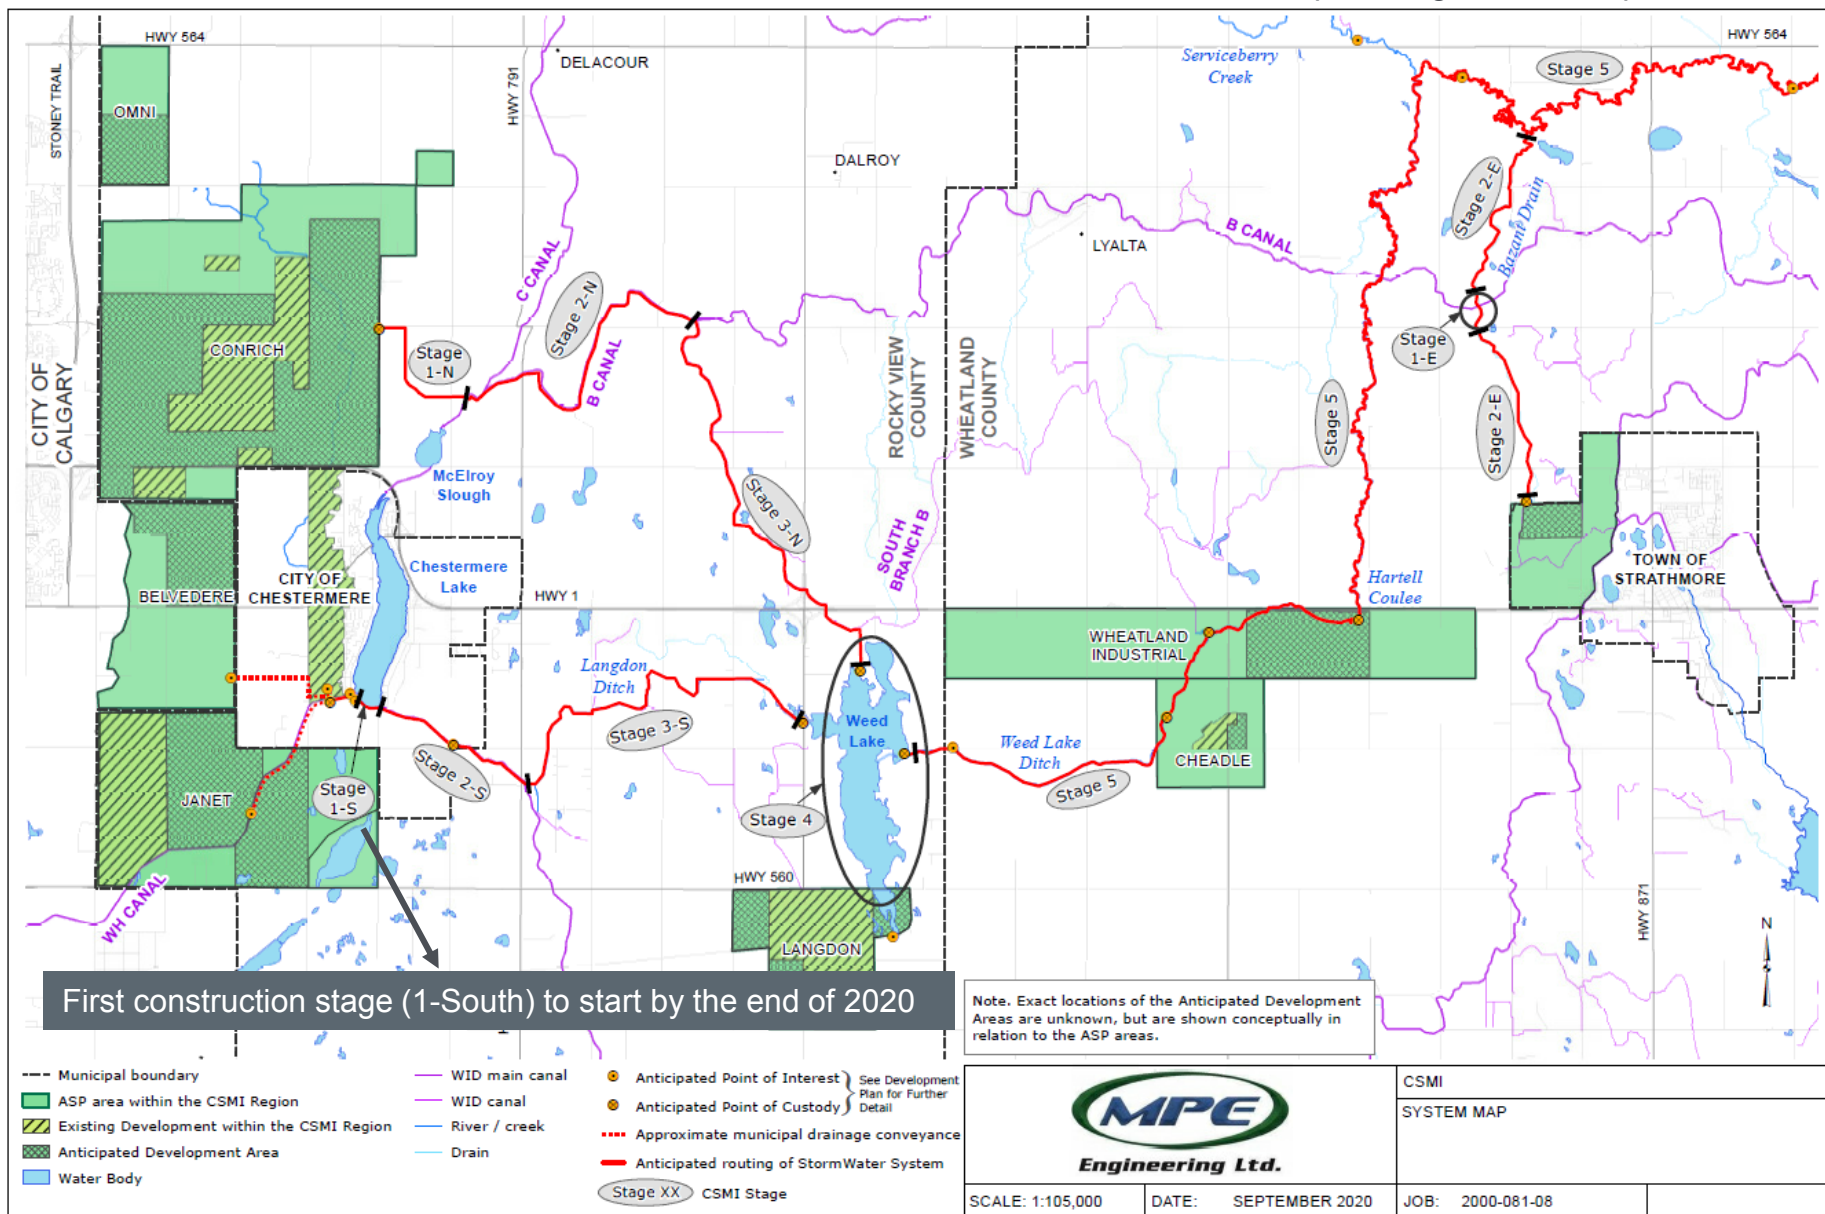 HWY 564
HWY 564
STONEY TRAIL
OMNI
HWY 791
DELACOUR
Serviceberry
Creek
Stage 5
DALROY
Stage 2-E
Bazant Drain
LYALTA
B CANAL
C CANAL
Stage 2-N
CONRICH
Stage
1-N
B CANAL
ROCKY VIEW
COUNTY
WHEATLAND
COUNTY
Stage
1-E
CITY OF
CALGARY
Stage 5
Stage 2-E
McElroy
Slough
Stage 3-N
SOUTH
BRANCH B
Chestermere
Lake
CITY OF
CHESTERMERE
BELVEDERE
HWY 1
Hartell
Coulee
TOWN OF
STRATHMORE
WHEATLAND
INDUSTRIAL
Langdon
Ditch
Stage 3-S
Weed
Lake
Weed Lake
Ditch
CHEADLE
Stage 2-S
Stage
1-S
JANET
Stage 5
Stage 4
HWY 560
WH CANAL
LANGDON
HWY 871
N
First construction stage (1-South) to start by the end of 2020
Note. Exact locations of the Anticipated Development
Areas are unknown, but are shown conceptually in
relation to the ASP areas.
Municipal boundary
ASP area within the CSMI Region
Existing Development within the CSMI Region
Anticipated Development Area
Water Body
WID main canal
WID canal
River / creek
Drain
Anticipated Point of Interest
Anticipated Point of Custody
See Development
Plan for Further
Detail
Approximate municipal drainage conveyance
Anticipated routing of StormWater System
Stage XX CSMI Stage
MPE
Engineering Ltd.
CSMI
SYSTEM MAP
SCALE: 1:105,000
DATE: SEPTEMBER 2020
JOB: 2000-081-08